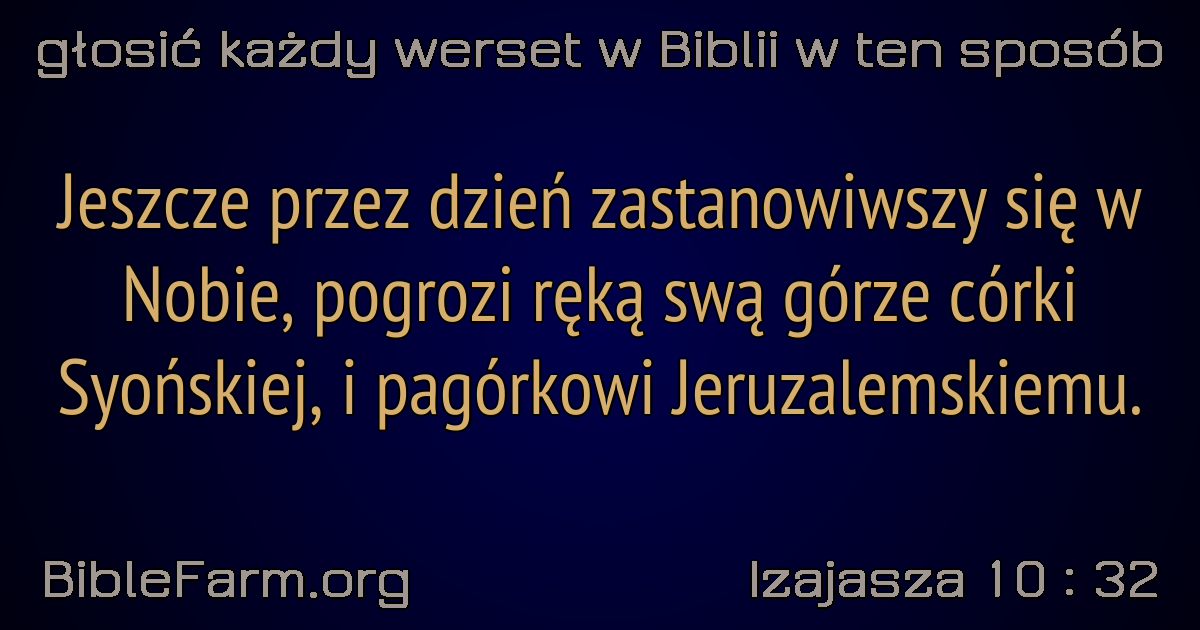 głosić każdy werset w Biblii w ten sposób
Jeszcze przez dzień zastanowiwszy się w
Nobie, pogrozi ręką swą górze córki
Syońskiej, i pagórkowi Jeruzalemskiemu.
BibleFarm.org
Izajasza 10 : 32